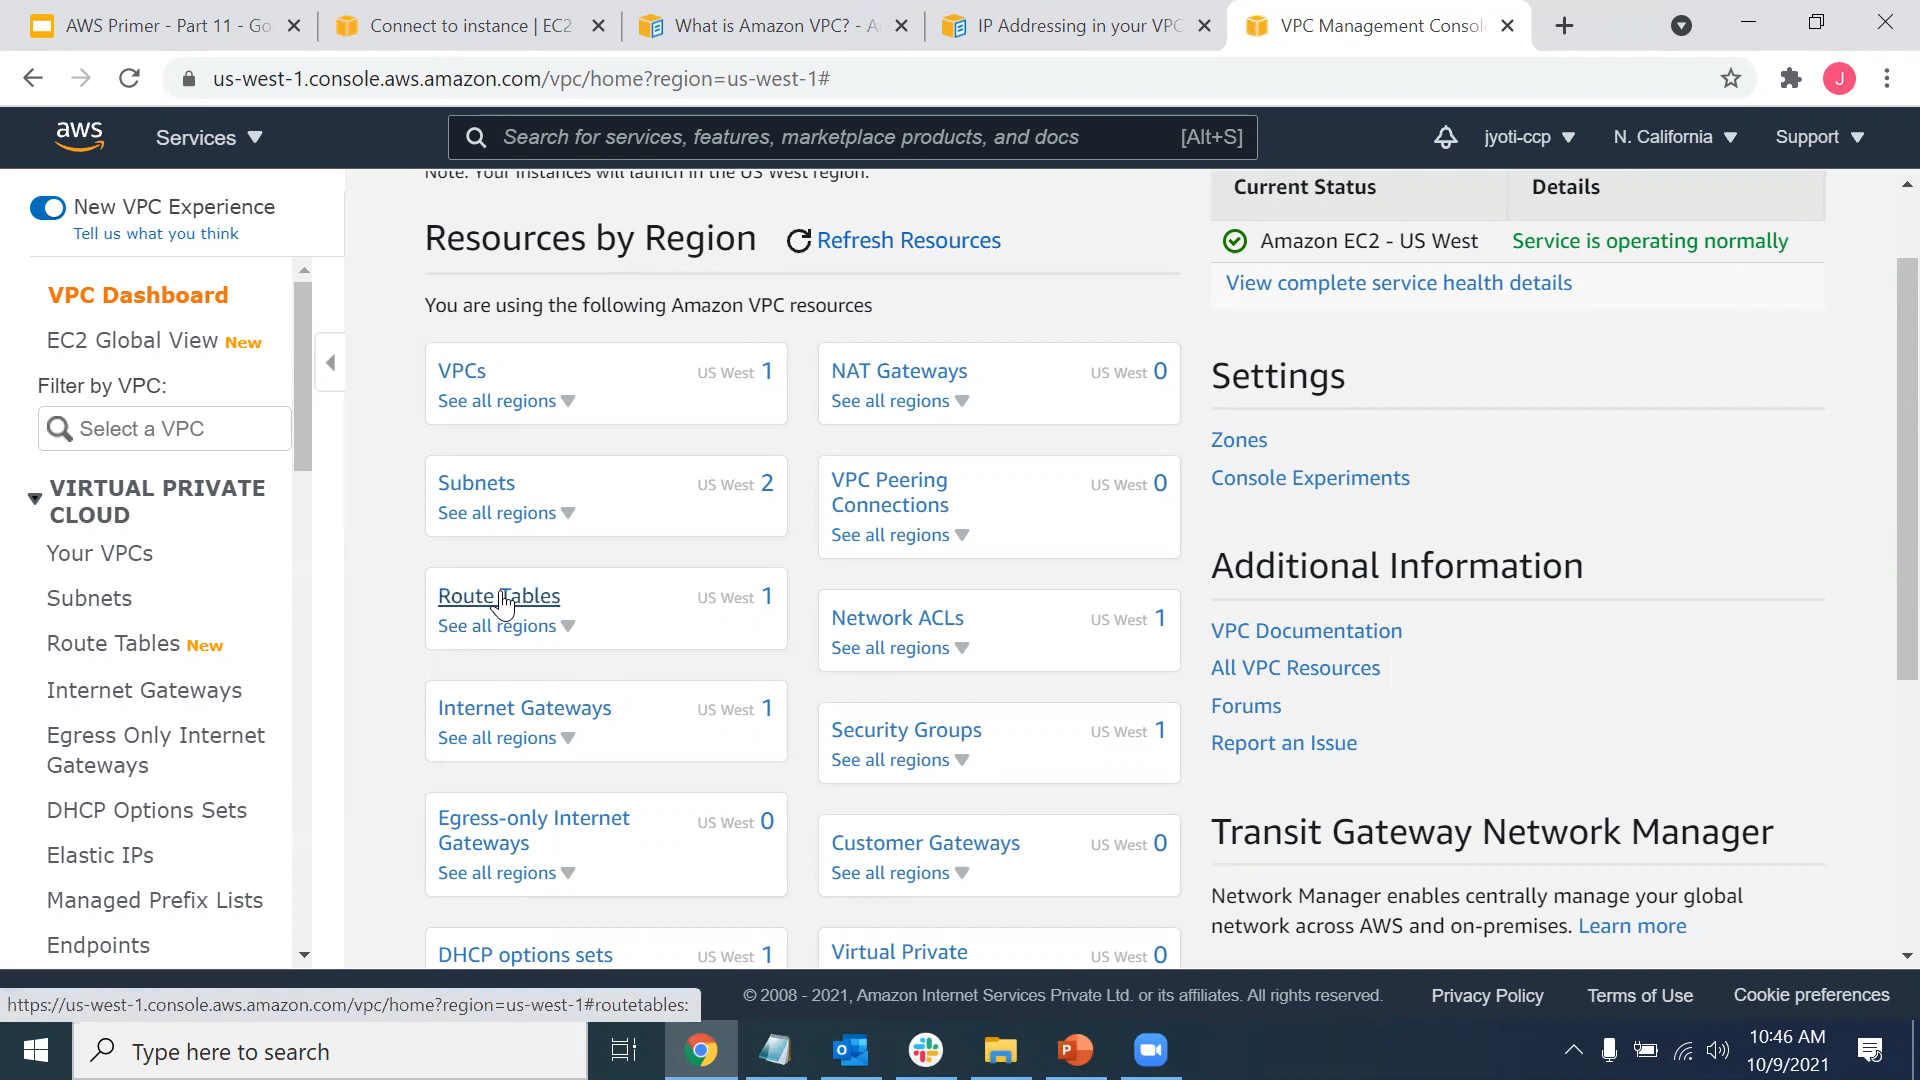 AWS Primer - Part 11 - Go
Connect to instance | EC2
What is Amazon VPC? - A
IP Addressing in your VPC
VPC Management Consol
us-west-1.console.aws.amazon.com/vpc/home?region=us-west-1#
J
aws
Services
Search for services, features, marketplace products, and docs
[Alt+S]
jyoti-ccp
N. California
Support
New VPC Experience
Tell us what you think
VPC Dashboard
EC2 Global View New
Filter by VPC:
Select a VPC
VIRTUAL PRIVATE
CLOUD
Your VPCs
Subnets
Route Tables New
Internet Gateways
Egress Only Internet
Gateways
DHCP Options Sets
Elastic IPs
Managed Prefix Lists
Endpoints
Note: Your Instances will launch in the US West region.
Resources by Region
Refresh Resources
You are using the following Amazon VPC resources
VPCs US West 1
See all regions
Subnets US West 2
See all regions
Route Tables US West 1
See all regions
Internet Gateways US West 1
See all regions
Egress-only Internet
Gateways
US West 0
See all regions
DHCP options sets US West 1
NAT Gateways US West 0
See all regions
VPC Peering
Connections
US West 0
See all regions
Network ACLs US West 1
See all regions
Security Groups US West 1
See all regions
Customer Gateways US West 0
See all regions
Virtual Private US West 0
Current Status Details
Amazon EC2 - US West Service is operating normally
View complete service health details
Settings
Zones
Console Experiments
Additional Information
VPC Documentation
All VPC Resources
Forums
Report an Issue
Transit Gateway Network Manager
Network Manager enables centrally manage your global
network across AWS and on-premises. Learn more
https://us-west-1.console.aws.amazon.com/vpc/home?region=us-west-1#routetables:
© 2008 - 2021, Amazon Internet Services Private Ltd. or its affiliates. All rights reserved.
Privacy Policy
Terms of Use
Cookie preferences
Type here to search
10:46 AM
10/9/2021